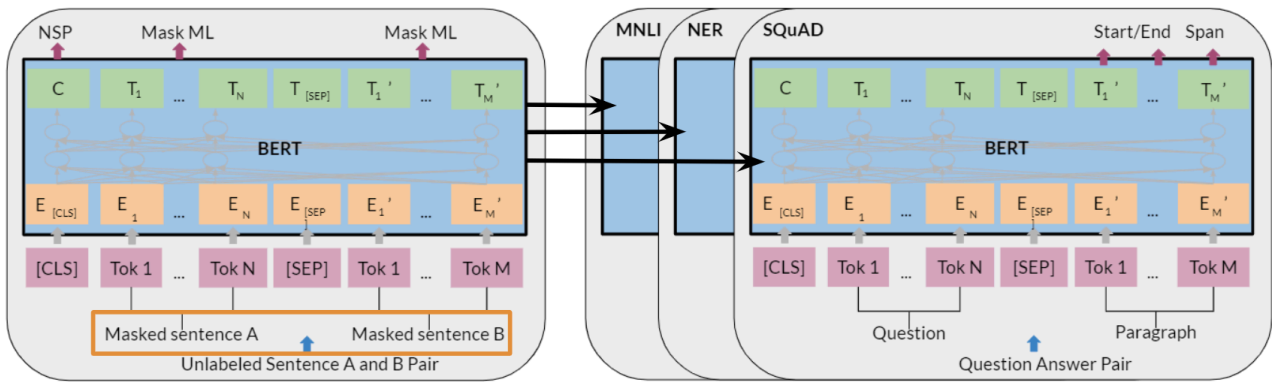 NSP Mask ML Mask ML
C T1 ... TN T[SEP] T1' ... TM'
BERT
E[CLS] E1 ... EN E[SEP] E1' ... EM'
[CLS] Tok 1 ... Tok N [SEP] Tok 1 ... Tok M
Masked sentence A Masked sentence B
Unlabeled Sentence A and B Pair
MNLI NER SQuAD
Start/End Span
C T1 ... TN T[SEP] T1' ... TM'
BERT
E[CLS] E1 ... EN E[SEP] E1' ... EM'
[CLS] Tok 1 ... Tok N [SEP] Tok 1 ... Tok M
Question Paragraph
Question Answer Pair